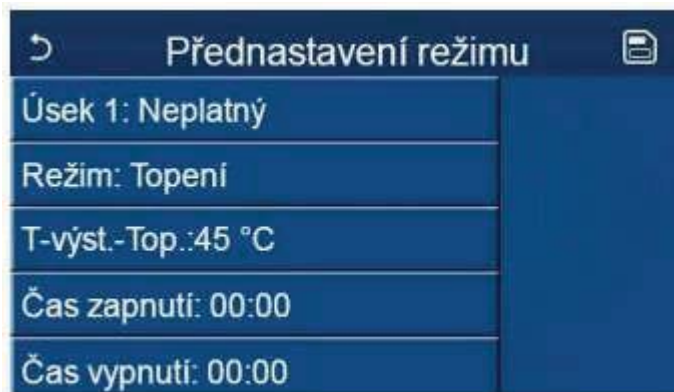 Přednastavení režimu
Úsek 1: Neplatný
Režim: Topení
T-výst.-Top.:45 °C
Čas zapnutí: 00:00
Čas vypnutí: 00:00